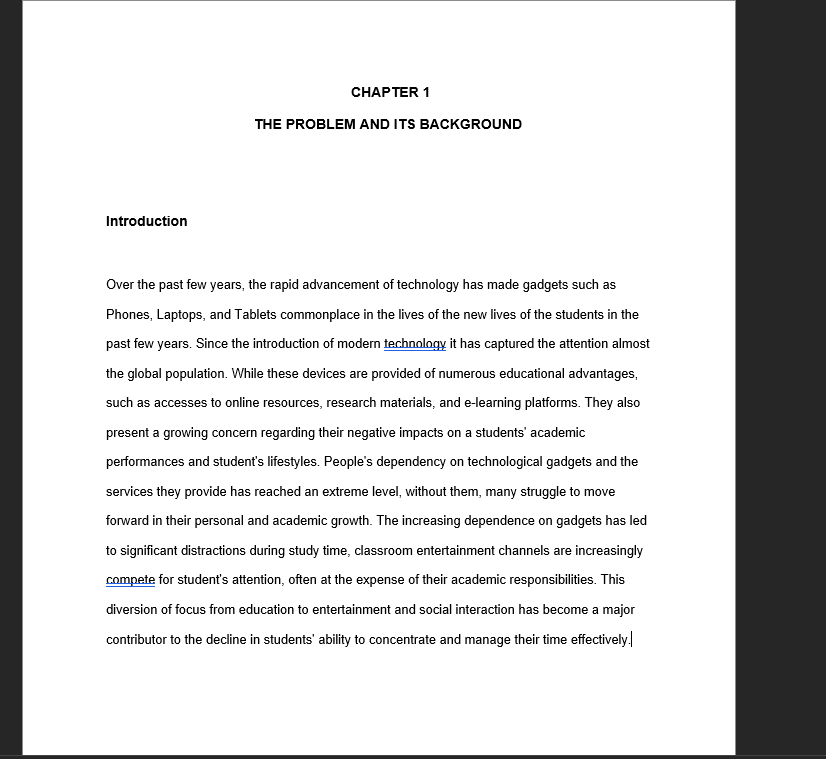 CHAPTER 1
THE PROBLEM AND ITS BACKGROUND
Introduction
Over the past few years, the rapid advancement of technology has made gadgets such as
Phones, Laptops, and Tablets commonplace in the lives of the new lives of the students in the
past few years. Since the introduction of modern technology it has captured the attention almost
the global population. While these devices are provided of numerous educational advantages,
such as accesses to online resources, research materials, and e-learning platforms. They also
present a growing concern regarding their negative impacts on a students' academic
performances and student's lifestyles. People's dependency on technological gadgets and the
services they provide has reached an extreme level, without them, many struggle to move
forward in their personal and academic growth. The increasing dependence on gadgets has led
to significant distractions during study time, classroom entertainment channels are increasingly
compete for student's attention, often at the expense of their academic responsibilities. This
diversion of focus from education to entertainment and social interaction has become a major
contributor to the decline in students' ability to concentrate and manage their time effectively.